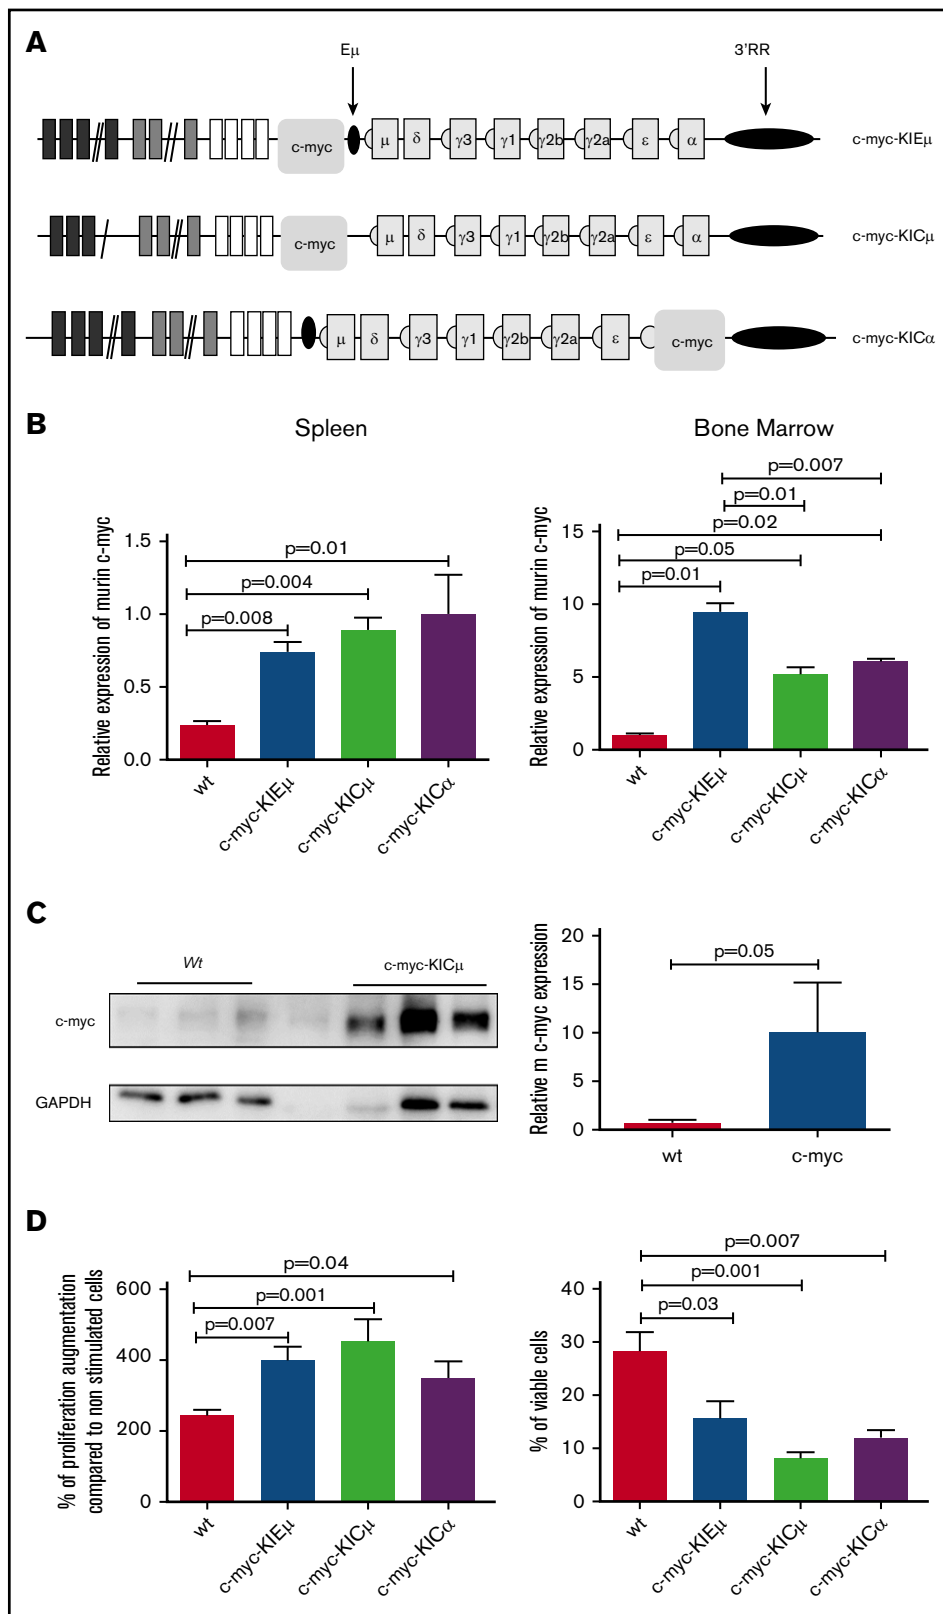 A
Eμ
3'RR
c-myc
μ
δ
γ3
γ1
γ2b
γ2a
ε
α
c-myc-KIEμ
c-myc
μ
δ
γ3
γ1
γ2b
γ2a
ε
α
c-myc-KICμ
μ
δ
γ3
γ1
γ2b
γ2a
ε
c-myc
c-myc-KICα
B
Spleen
Relative expression of murin c-myc
1.5
1.0
0.5
0.0
p=0.01
p=0.004
p=0.008
wt
c-myc-KIEμ
c-myc-KICμ
c-myc-KICα
Bone Marrow
Relative expression of murin c-myc
15
10
5
0
p=0.007
p=0.01
p=0.02
p=0.05
p=0.01
wt
c-myc-KIEμ
c-myc-KICμ
c-myc-KICα
C
Wt
c-myc-KICμ
c-myc
GAPDH
Relative m c-myc expression
20
15
10
5
0
p=0.05
wt
c-myc
D
% of proliferation augmentation
compared to non stimulated cells
600
400
200
0
p=0.04
p=0.001
p=0.007
wt
c-myc-KIEμ
c-myc-KICμ
c-myc-KICα
% of viable cells
40
30
20
10
0
p=0.007
p=0.001
p=0.03
wt
c-myc-KIEμ
c-myc-KICμ
c-myc-KICα